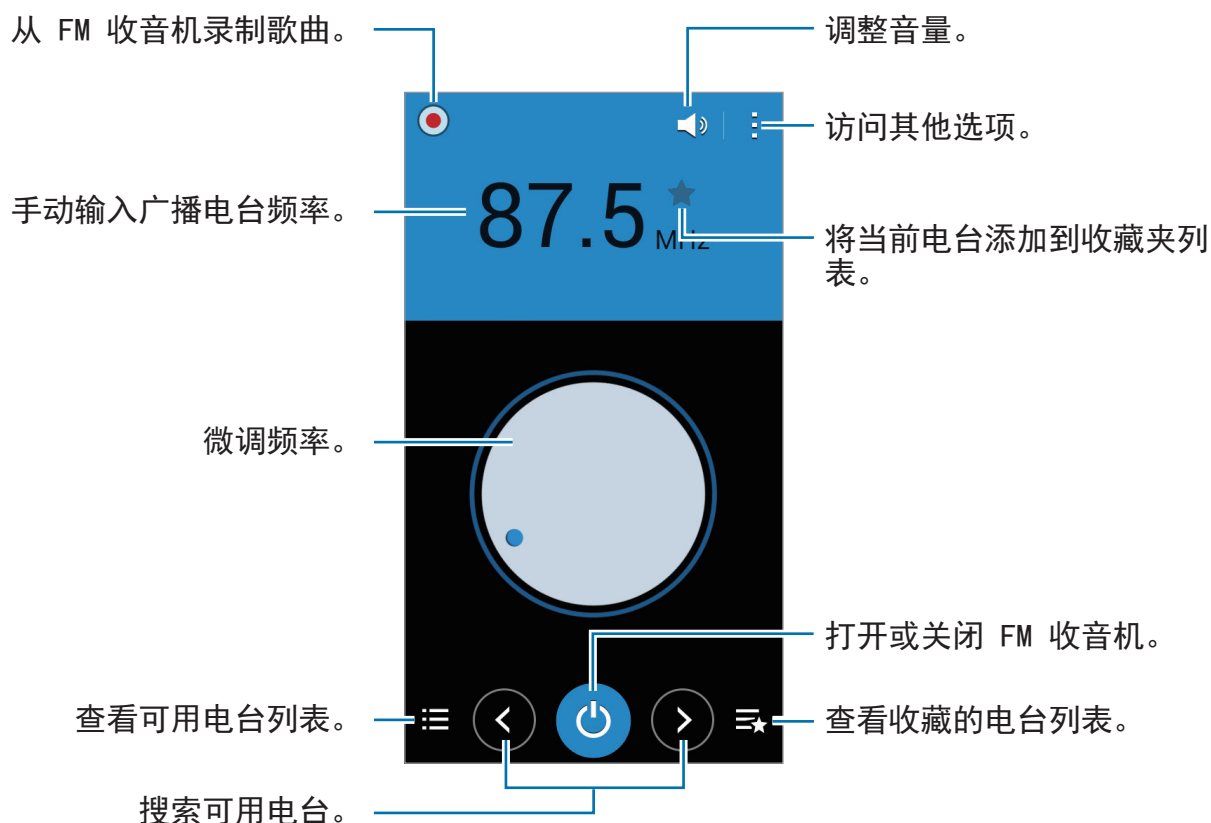 从 FM 收音机录制歌曲。
调整音量。
访问其他选项。
手动输入广播电台频率。
87.5
MHz
将当前电台添加到收藏夹列
表。
微调频率。
打开或关闭 FM 收音机。
查看可用电台列表。
查看收藏的电台列表。
搜索可用电台。